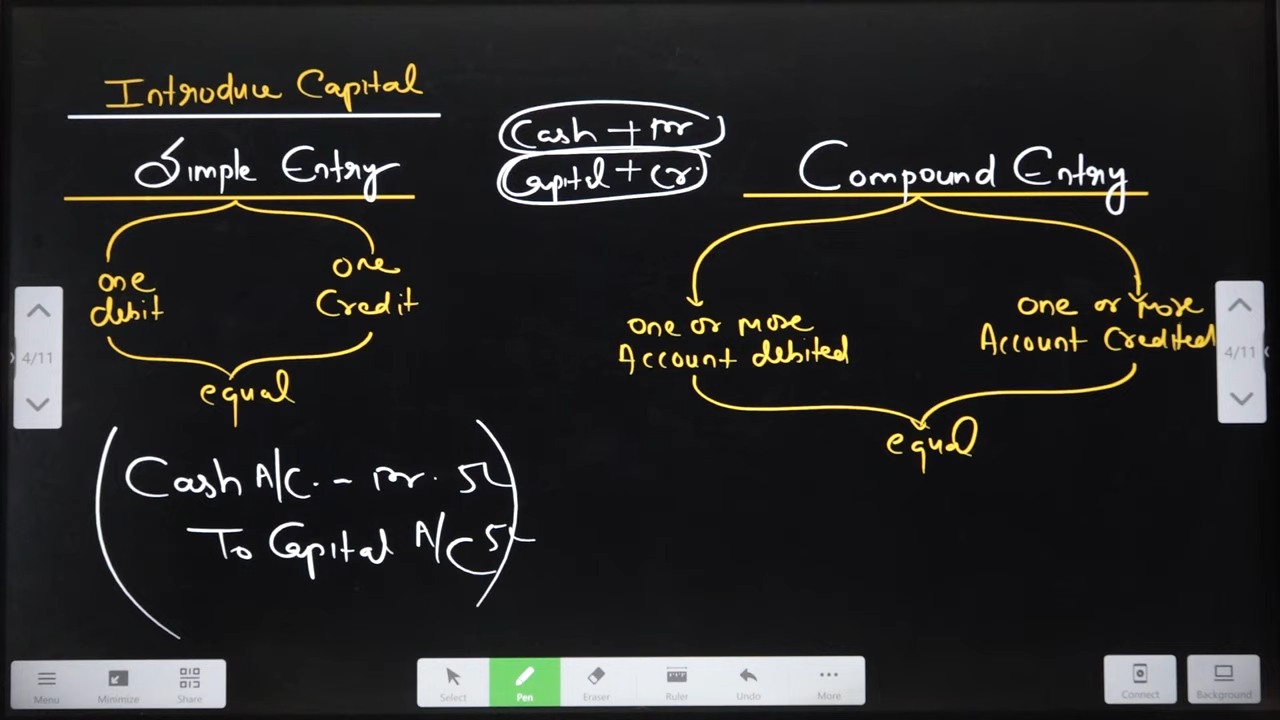 Introduce Capital
Simple Entry
one debit
one Credit
equal
Cash A/C. - Dr. 5L
To Capital A/C 5L
Cash + Dr
Capital + Cr.
Compound Entry
one or more
Account debited
one or more
Account Credited
equal
4/11
4/11
Menu
Minimize
Share
Select
Pen
Eraser
Ruler
Undo
More
Connect
Background